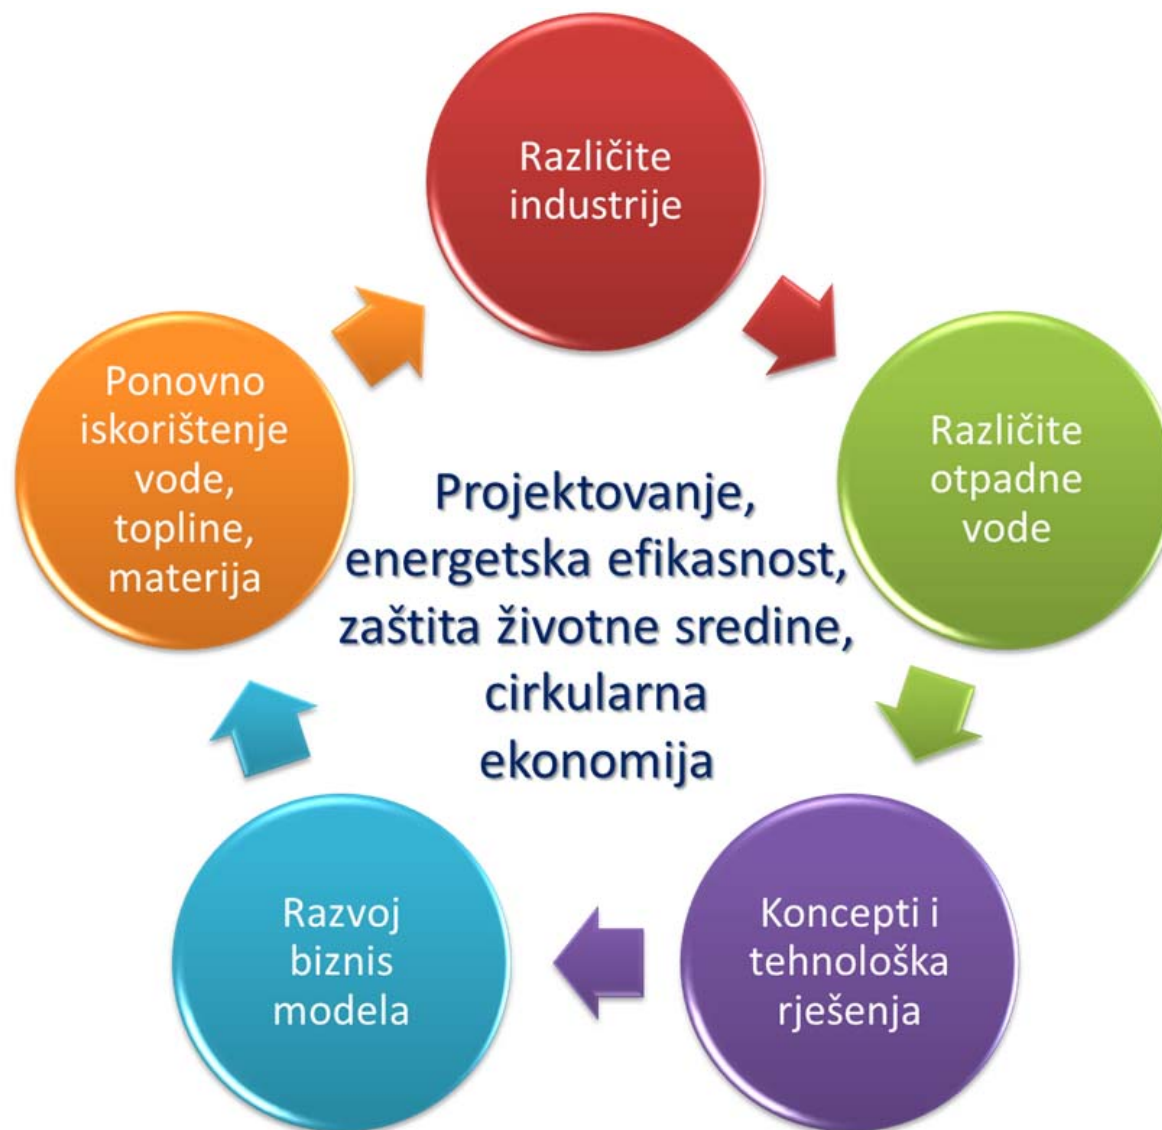 Različite
industrije
Različite
otpadne
vode
Koncepti i
tehnološka
rješenja
Razvoj
biznis
modela
Ponovno
iskorištenje
vode,
topline,
materija
Projektovanje,
energetska efikasnost,
zaštita životne sredine,
cirkularna
ekonomija